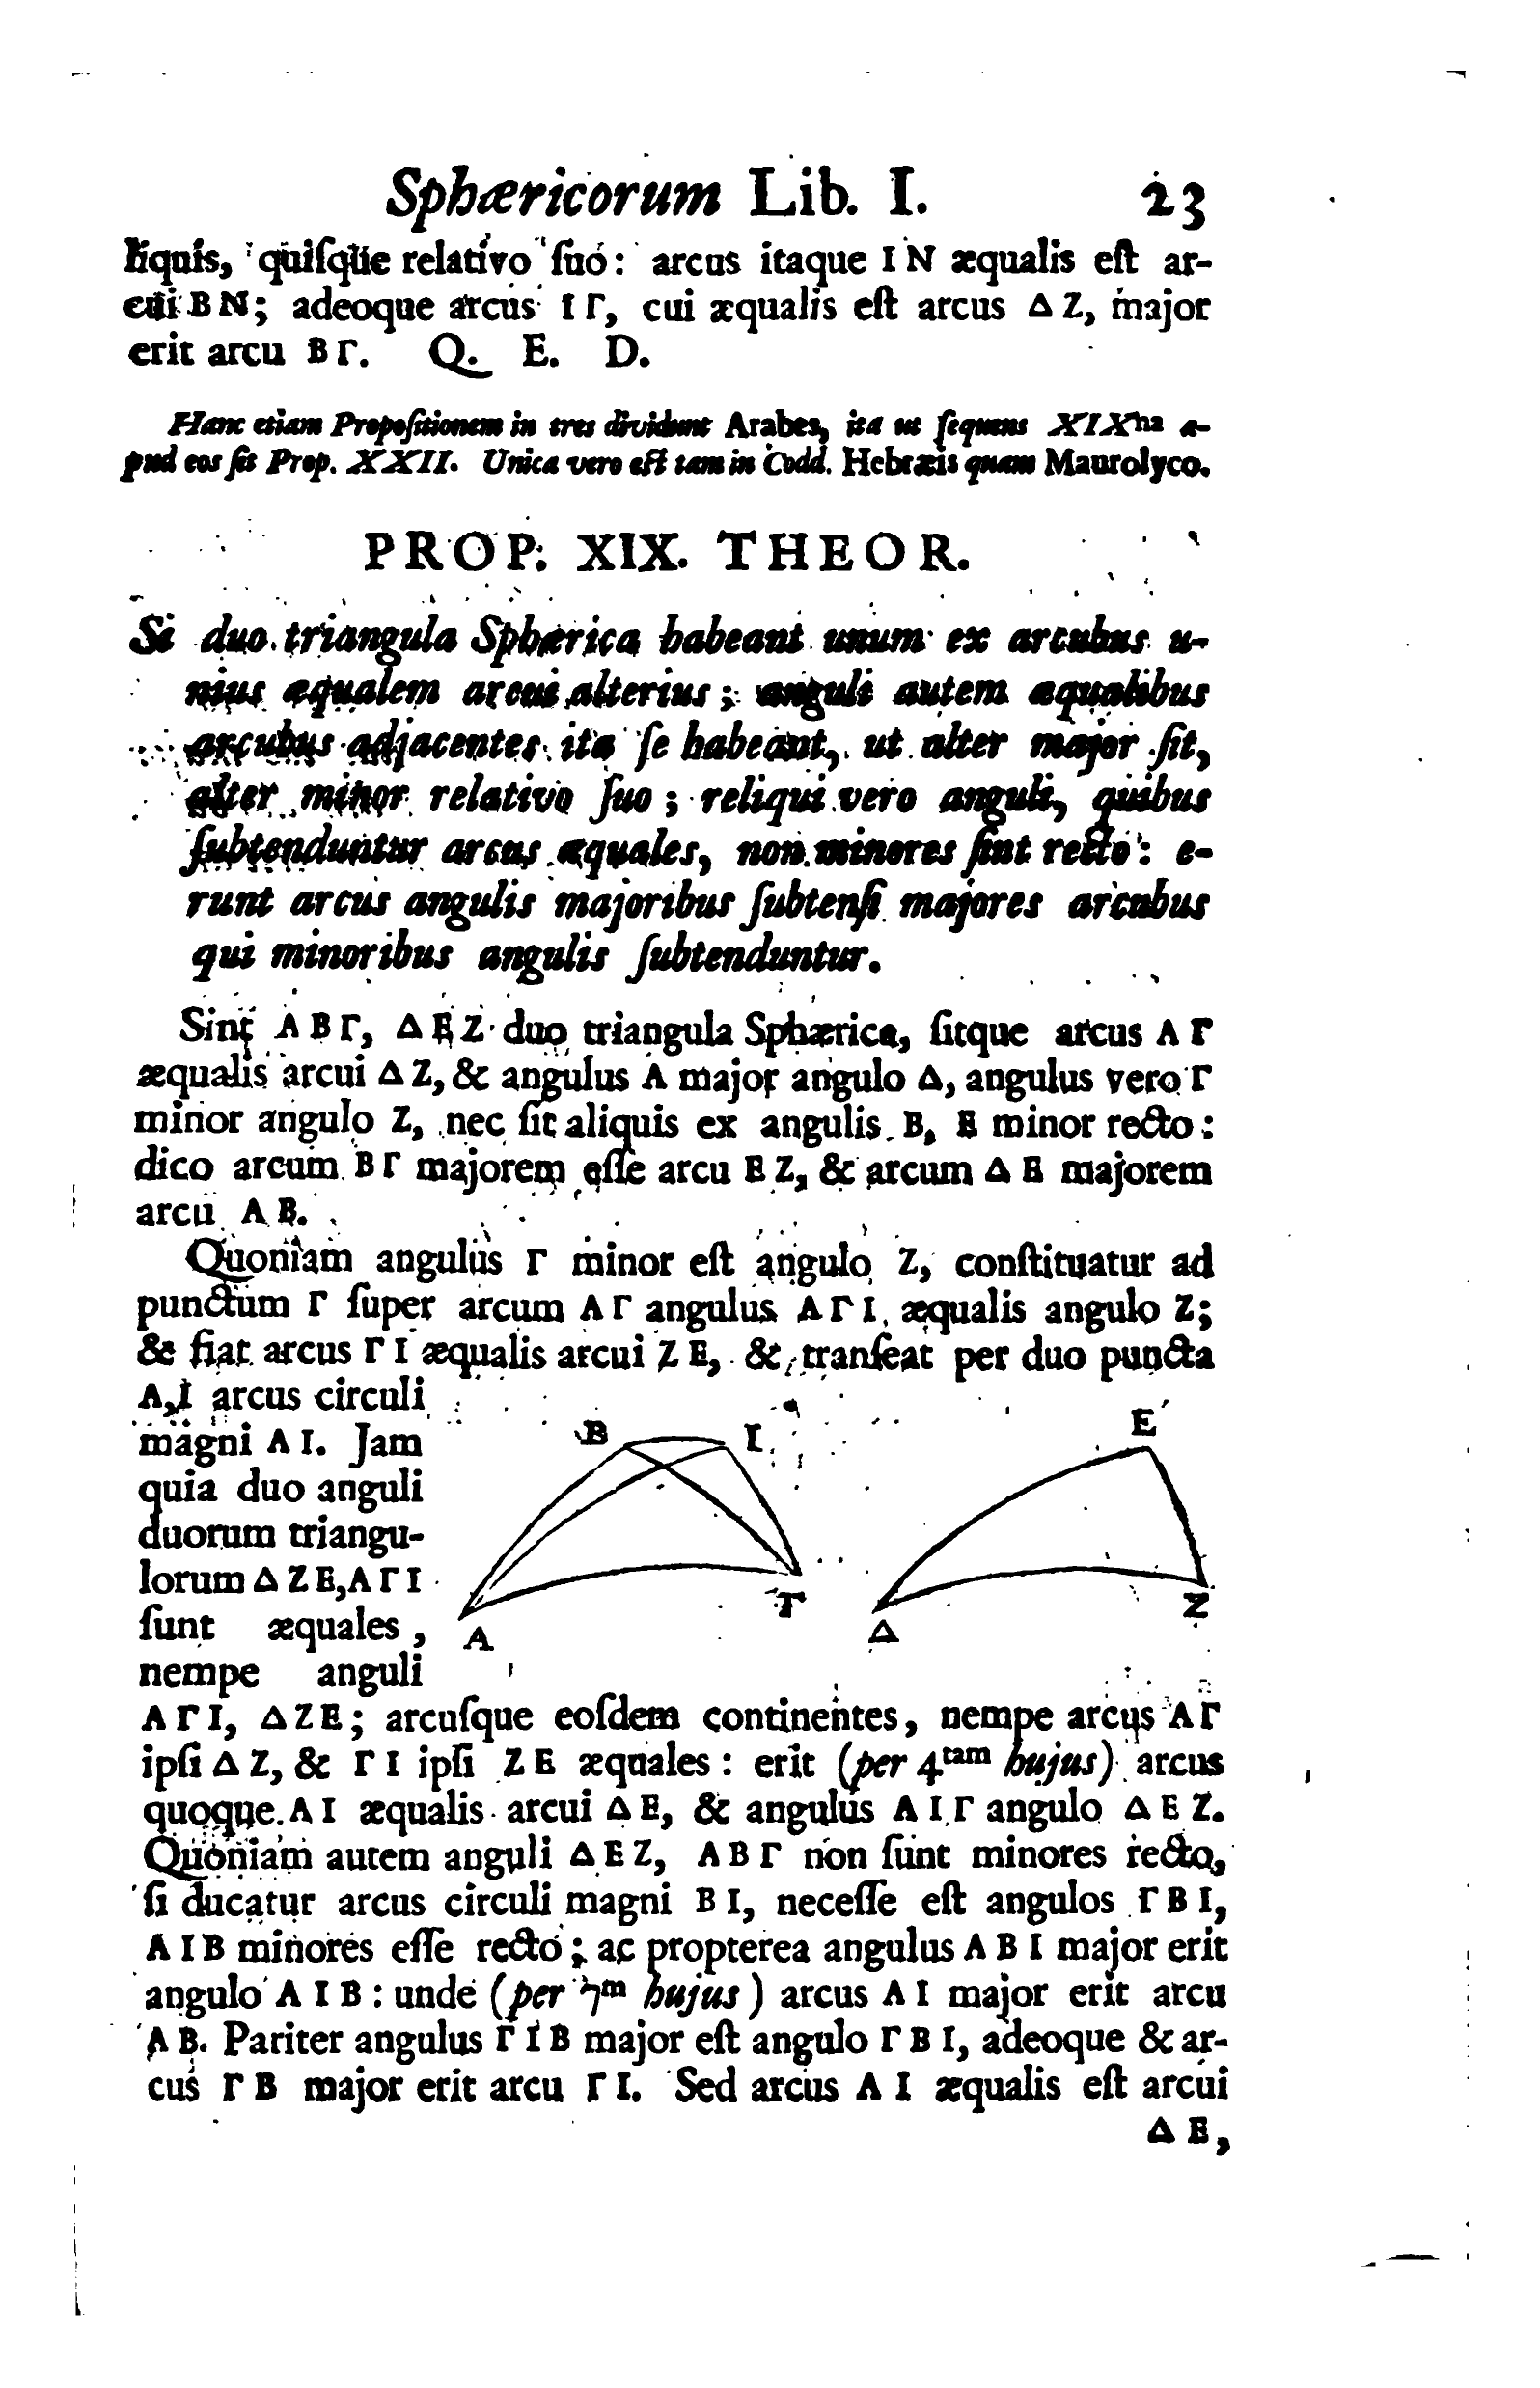 Sphæricorum Lib. I. 23
liquis, quiſque relativo ſuo: arcus itaque Ι Ν æqualis eſt ar-
cui Β Ν; adeoque arcus Ι Γ, cui æqualis eſt arcus Δ Ζ, major
erit arcu Β Γ. Q. E. D.
Hanc etiam Propoſitionem in tres dividunt Arabes, ita ut ſequens XIXna a-
pud eos ſit Prop. XXII. Unica vero eſt tam in Codd. Hebræis quam Maurolyco.
PROP. XIX. THEOR.
Si duo triangula Sphærica habeant unum ex arcubus u-
nius æqualem arcui alterius; anguli autem æqualibus
arcubus adjacentes ita ſe habeant, ut alter major ſit,
alter minor relativo ſuo; reliqui vero anguli, quibus
ſubtenduntur arcus æquales, non minores ſint recto: e-
runt arcus angulis majoribus ſubtenſi majores arcubus
qui minoribus angulis ſubtenduntur.
Sint Α Β Γ, Δ Ε Ζ duo triangula Sphærica, ſitque arcus Α Γ
æqualis arcui Δ Ζ, & angulus Α major angulo Δ, angulus vero Γ
minor angulo Ζ, nec ſit aliquis ex angulis Β, Ε minor recto:
dico arcum Β Γ majorem eſſe arcu Ε Ζ, & arcum Δ Ε majorem
arcu Α Β.
Quoniam angulus Γ minor eſt angulo Ζ, conſtituatur ad
punctum Γ ſuper arcum Α Γ angulus Α Γ Ι æqualis angulo Ζ;
& fiat arcus Γ Ι æqualis arcui Ζ Ε, & tranſeat per duo puncta
Α, Ι arcus circuli
magni Α Ι. Jam
quia duo anguli
duorum triangu-
lorum Δ Ζ Ε, Α Γ Ι
ſunt æquales,
nempe anguli
Β Ι Ε
Α Γ Δ Ζ
Α Γ Ι, Δ Ζ Ε; arcuſque eoſdem continentes, nempe arcus Α Γ
ipſi Δ Ζ, & Γ Ι ipſi Ζ Ε æquales: erit (per 4tam hujus) arcus
quoque Α Ι æqualis arcui Δ Ε, & angulus Α Ι Γ angulo Δ Ε Ζ.
Quoniam autem anguli Δ Ε Ζ, Α Β Γ non ſunt minores recto,
ſi ducatur arcus circuli magni Β Ι, neceſſe eſt angulos Γ Β Ι,
Α Ι Β minores eſſe recto; ac propterea angulus Α Β Ι major erit
angulo Α Ι Β: unde (per 7m hujus) arcus Α Ι major erit arcu
Α Β. Pariter angulus Γ Ι Β major eſt angulo Γ Β Ι, adeoque & ar-
cus Γ Β major erit arcu Γ Ι. Sed arcus Α Ι æqualis eſt arcui
Δ Ε,